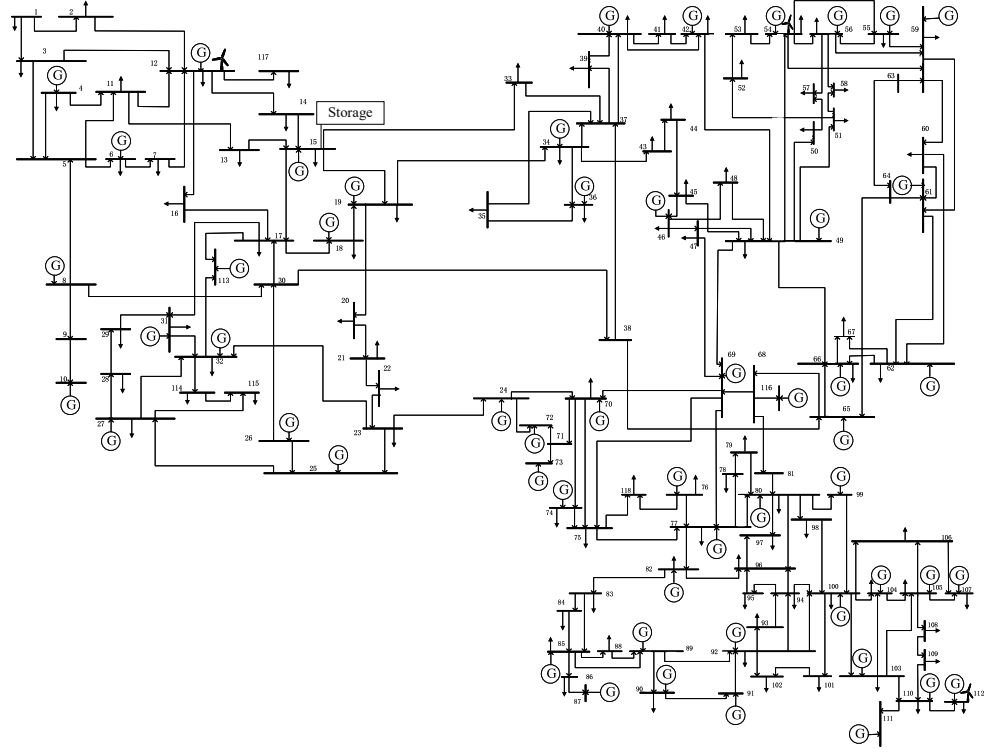 1 2 G G G 54 G G G
3 12 G 117 40 41 42 53 56 55 59
4 G 11 14 33 39 52 57 58 63
Storage
5 6 G 7 13 G 15 34 G 37 43 44 50 51 60
16 19 G 18 G 35 36 G G 46 45 47 48 49 G 64 G 61
8 G 113 G 17 30
9 10 G 29 28 27 G 31 G 32 G 114 115 26 G 25 G
20 21 22 23 38 69 G 68 116 G 66 G 67 62 G 65 G
24 G 72 G 71 70 G 73 G 74 G 75
118 G 76 77 G 78 79 80 G 81 99 G 98 97
82 G 83 84 96 95 94 93 100 G 106 G 104 G 105 G 107
85 G 86 87 G 88 G 89 90 G 91 G 92 G 102 101 G 103 108 109
110 G G 112 111 G